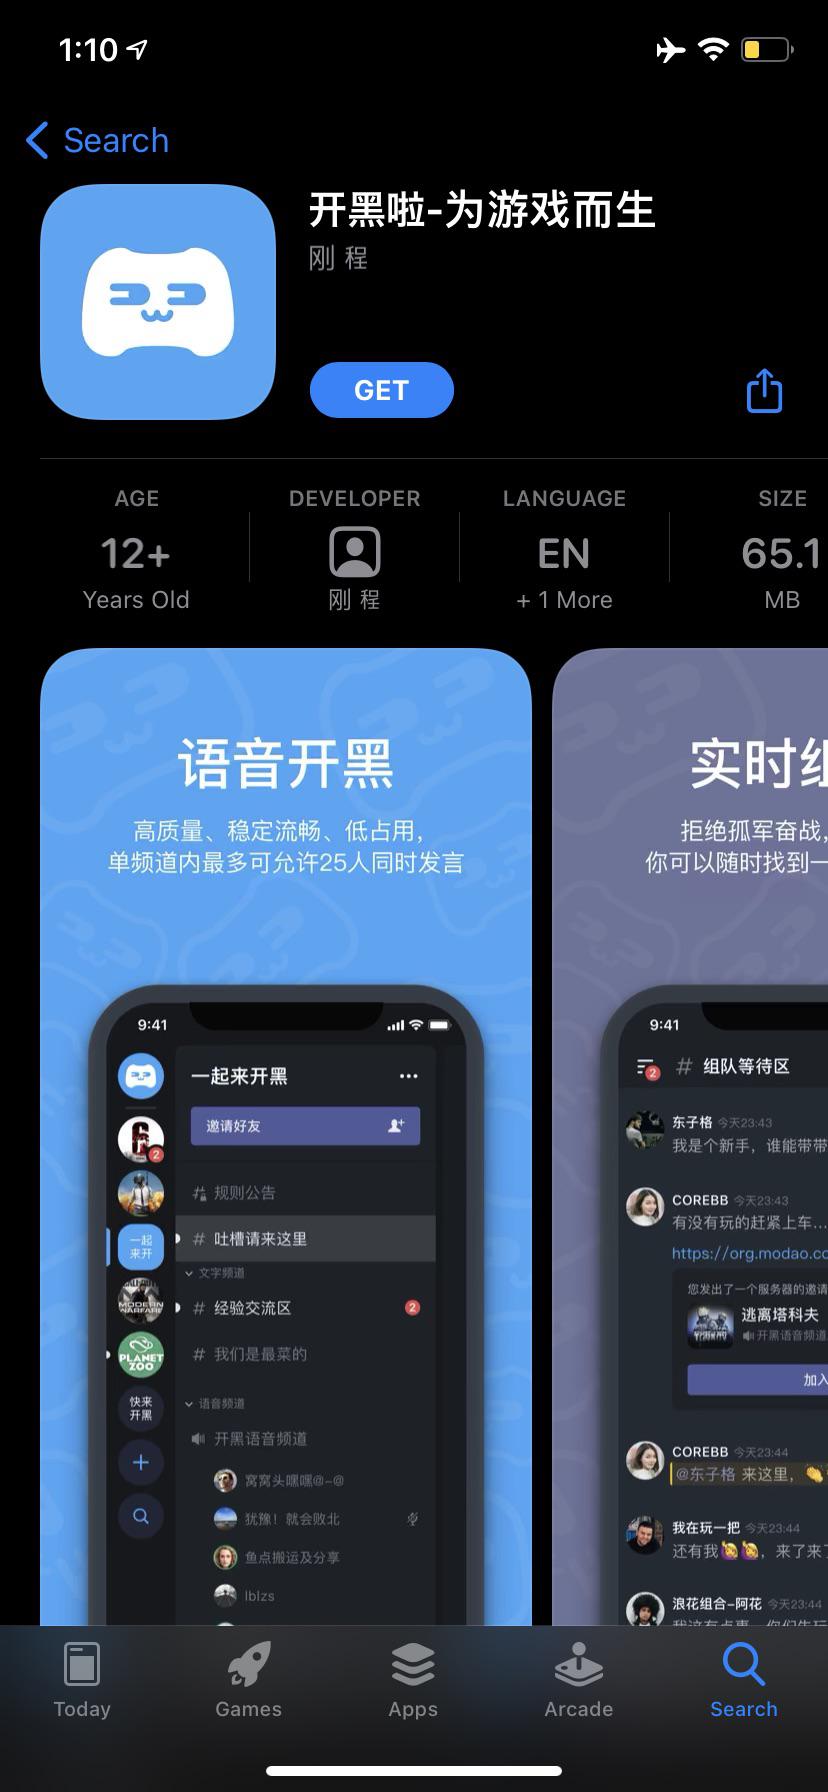 1:10
Search
开黑啦-为游戏而生
刚 程
GET
AGE
12+
Years Old
DEVELOPER
刚 程
LANGUAGE
EN
+ 1 More
SIZE
65.1
MB
语音开黑
高质量、稳定流畅、低占用，
单频道内最多可允许25人同时发言
9:41
一起来开黑
邀请好友
2
规则公告
一起
来开
# 吐槽请来这里
文字频道
MODERN
WARFARE
# 经验交流区
2
PLANET
ZOO
# 我们是最菜的
快来
开黑
语音频道
开黑语音频道
窝窝头嘿嘿@-@
犹豫！就会败北
鱼点搬运及分享
lblzs
实时组
拒绝孤军奋战，
你可以随时找到一
9:41
2
# 组队等待区
东子格 今天23:43
我是个新手，谁能带带
COREBB 今天23:43
有没有玩的赶紧上车...
https://org.modao.co
您发出了一个服务器的邀请
逃离塔科夫
开黑语音频道
加入
COREBB 今天23:44
@东子格 来这里，
我在玩一把 今天23:44
还有我🙋🙋，来了来了
浪花组合-阿花 今天23:44
Today
Games
Apps
Arcade
Search